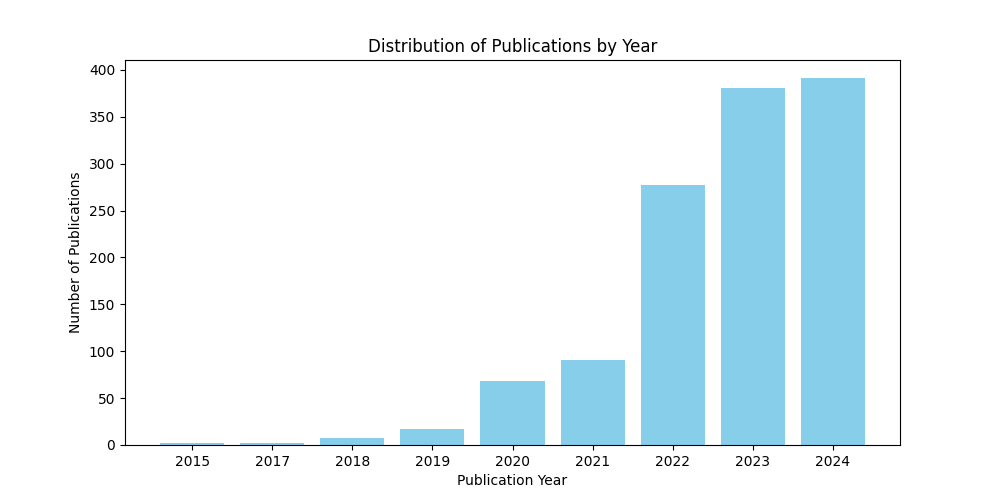 Distribution of Publications by Year
Number of Publications
400
350
300
250
200
150
100
50
0
2015 2017 2018 2019 2020 2021 2022 2023 2024
Publication Year